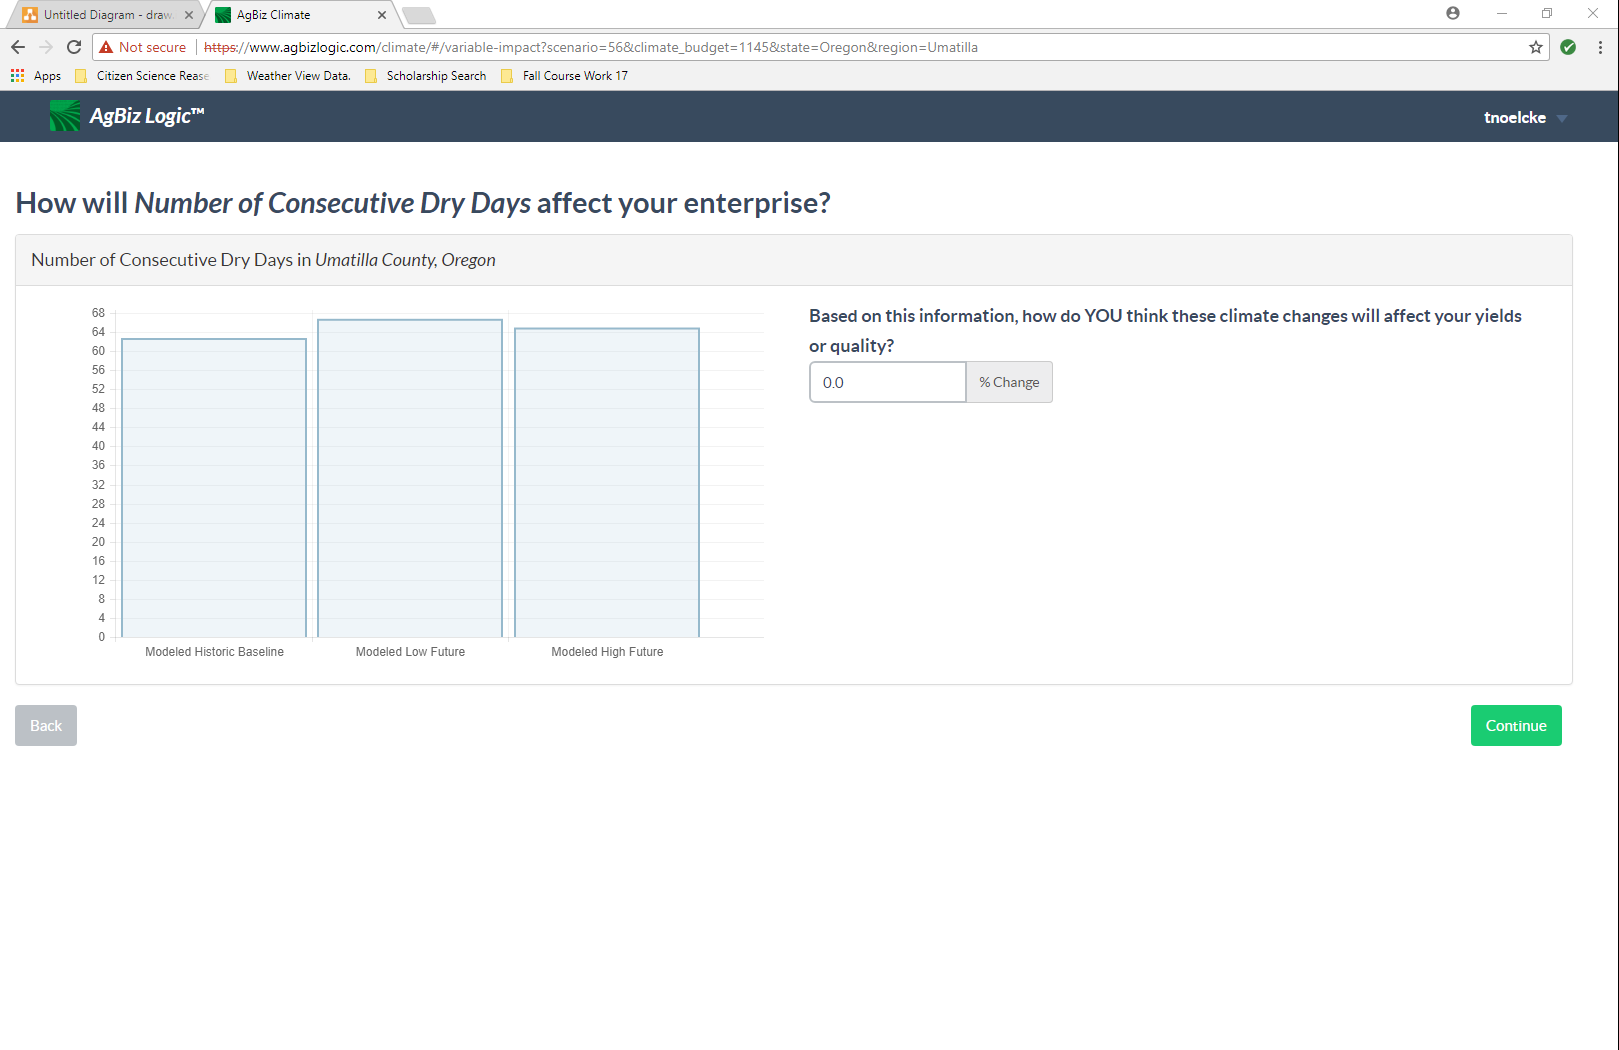 Untitled Diagram - draw.
AgBiz Climate
Not secure
https://www.agbizlogic.com/climate/#/variable-impact?scenario=56&climate_budget=1145&state=Oregon&region=Umatilla
Apps
Citizen Science Rease
Weather View Data.
Scholarship Search
Fall Course Work 17
AgBiz Logic™
tnoelcke
How will Number of Consecutive Dry Days affect your enterprise?
Number of Consecutive Dry Days in Umatilla County, Oregon
68
64
60
56
52
48
44
40
36
32
28
24
20
16
12
8
4
0
Modeled Historic Baseline
Modeled Low Future
Modeled High Future
Based on this information, how do YOU think these climate changes will affect your yields
or quality?
0.0
% Change
Back
Continue